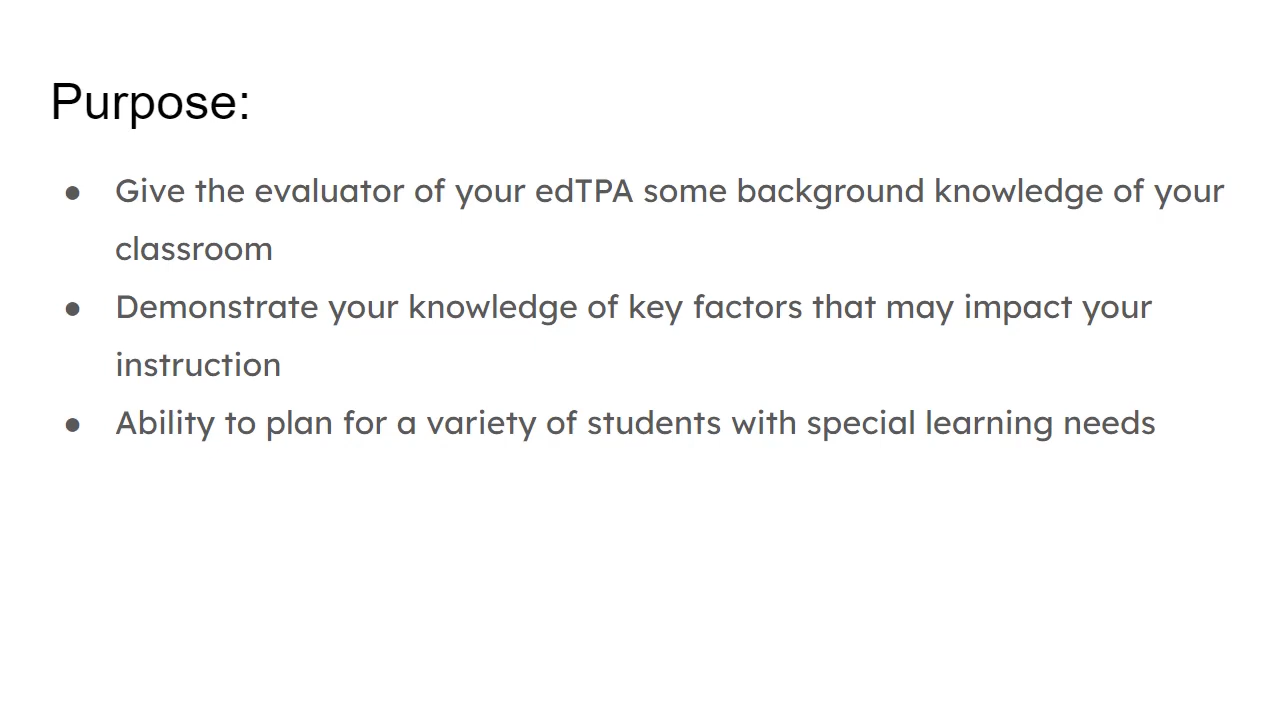 Purpose:
● Give the evaluator of your edTPA some background knowledge of your
classroom
● Demonstrate your knowledge of key factors that may impact your
instruction
● Ability to plan for a variety of students with special learning needs